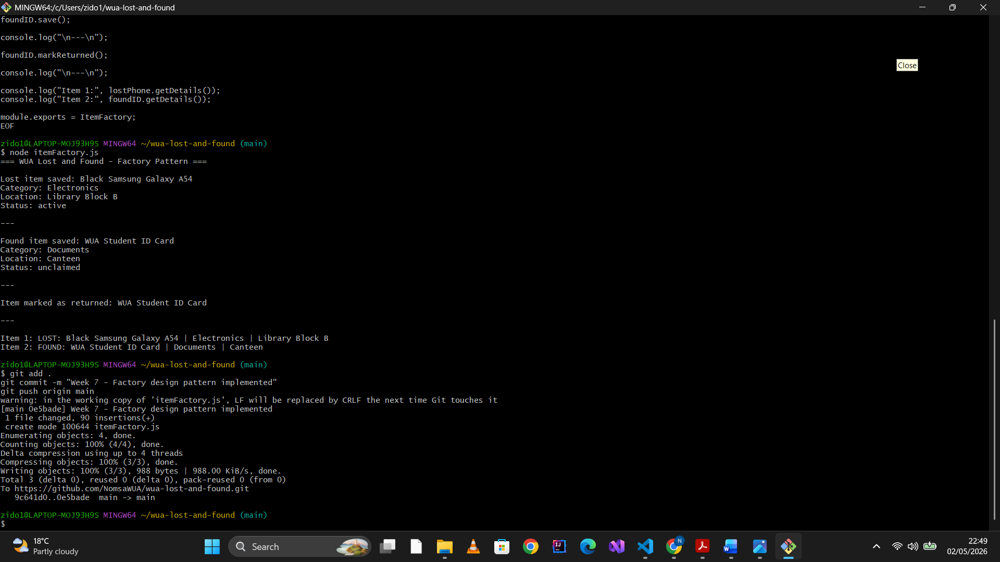 MINGW64:/c/Users/zido1/wua-lost-and-found
foundID.save();
console.log("\n---\n");
foundID.markReturned();
console.log("\n---\n");
Close
console.log("Item 1:", lostPhone.getDetails());
console.log("Item 2:", foundID.getDetails());
module.exports = ItemFactory;
EOF
zido1@LAPTOP-MOJ93H9S MINGW64 ~/wua-lost-and-found (main)
$ node itemFactory.js
=== WUA Lost and Found - Factory Pattern ===
Lost item saved: Black Samsung Galaxy A54
Category: Electronics
Location: Library Block B
Status: active
---
Found item saved: WUA Student ID Card
Category: Documents
Location: Canteen
Status: unclaimed
---
Item marked as returned: WUA Student ID Card
---
Item 1: LOST: Black Samsung Galaxy A54 | Electronics | Library Block B
Item 2: FOUND: WUA Student ID Card | Documents | Canteen
zido1@LAPTOP-MOJ93H9S MINGW64 ~/wua-lost-and-found (main)
$ git add .
git commit -m "Week 7 - Factory design pattern implemented"
git push origin main
warning: in the working copy of 'itemFactory.js', LF will be replaced by CRLF the next time Git touches it
[main 0e5bade] Week 7 - Factory design pattern implemented
 1 file changed, 90 insertions(+)
 create mode 100644 itemFactory.js
Enumerating objects: 4, done.
Counting objects: 100% (4/4), done.
Delta compression using up to 4 threads
Compressing objects: 100% (3/3), done.
Writing objects: 100% (3/3), 988 bytes | 988.00 KiB/s, done.
Total 3 (delta 0), reused 0 (delta 0), pack-reused 0 (from 0)
To https://github.com/NomsaWUA/wua-lost-and-found.git
   9c641d0..0e5bade  main -> main
zido1@LAPTOP-MOJ93H9S MINGW64 ~/wua-lost-and-found (main)
$
18°C
Partly cloudy
Search
IJ
N
W
22:49
02/05/2026